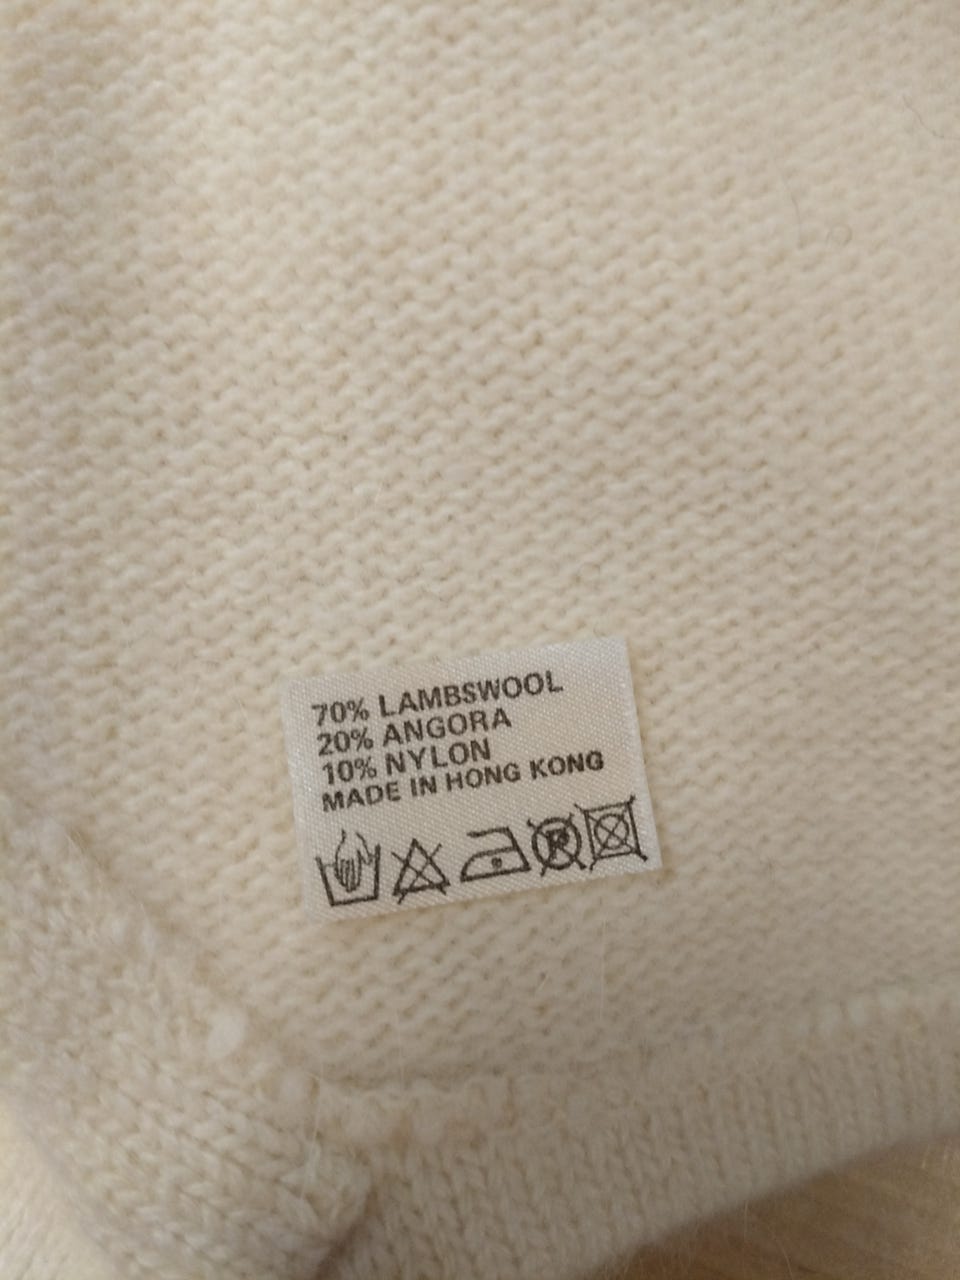 70% LAMBSWOOL
20% ANGORA
10% NYLON
MADE IN HONG KONG
P